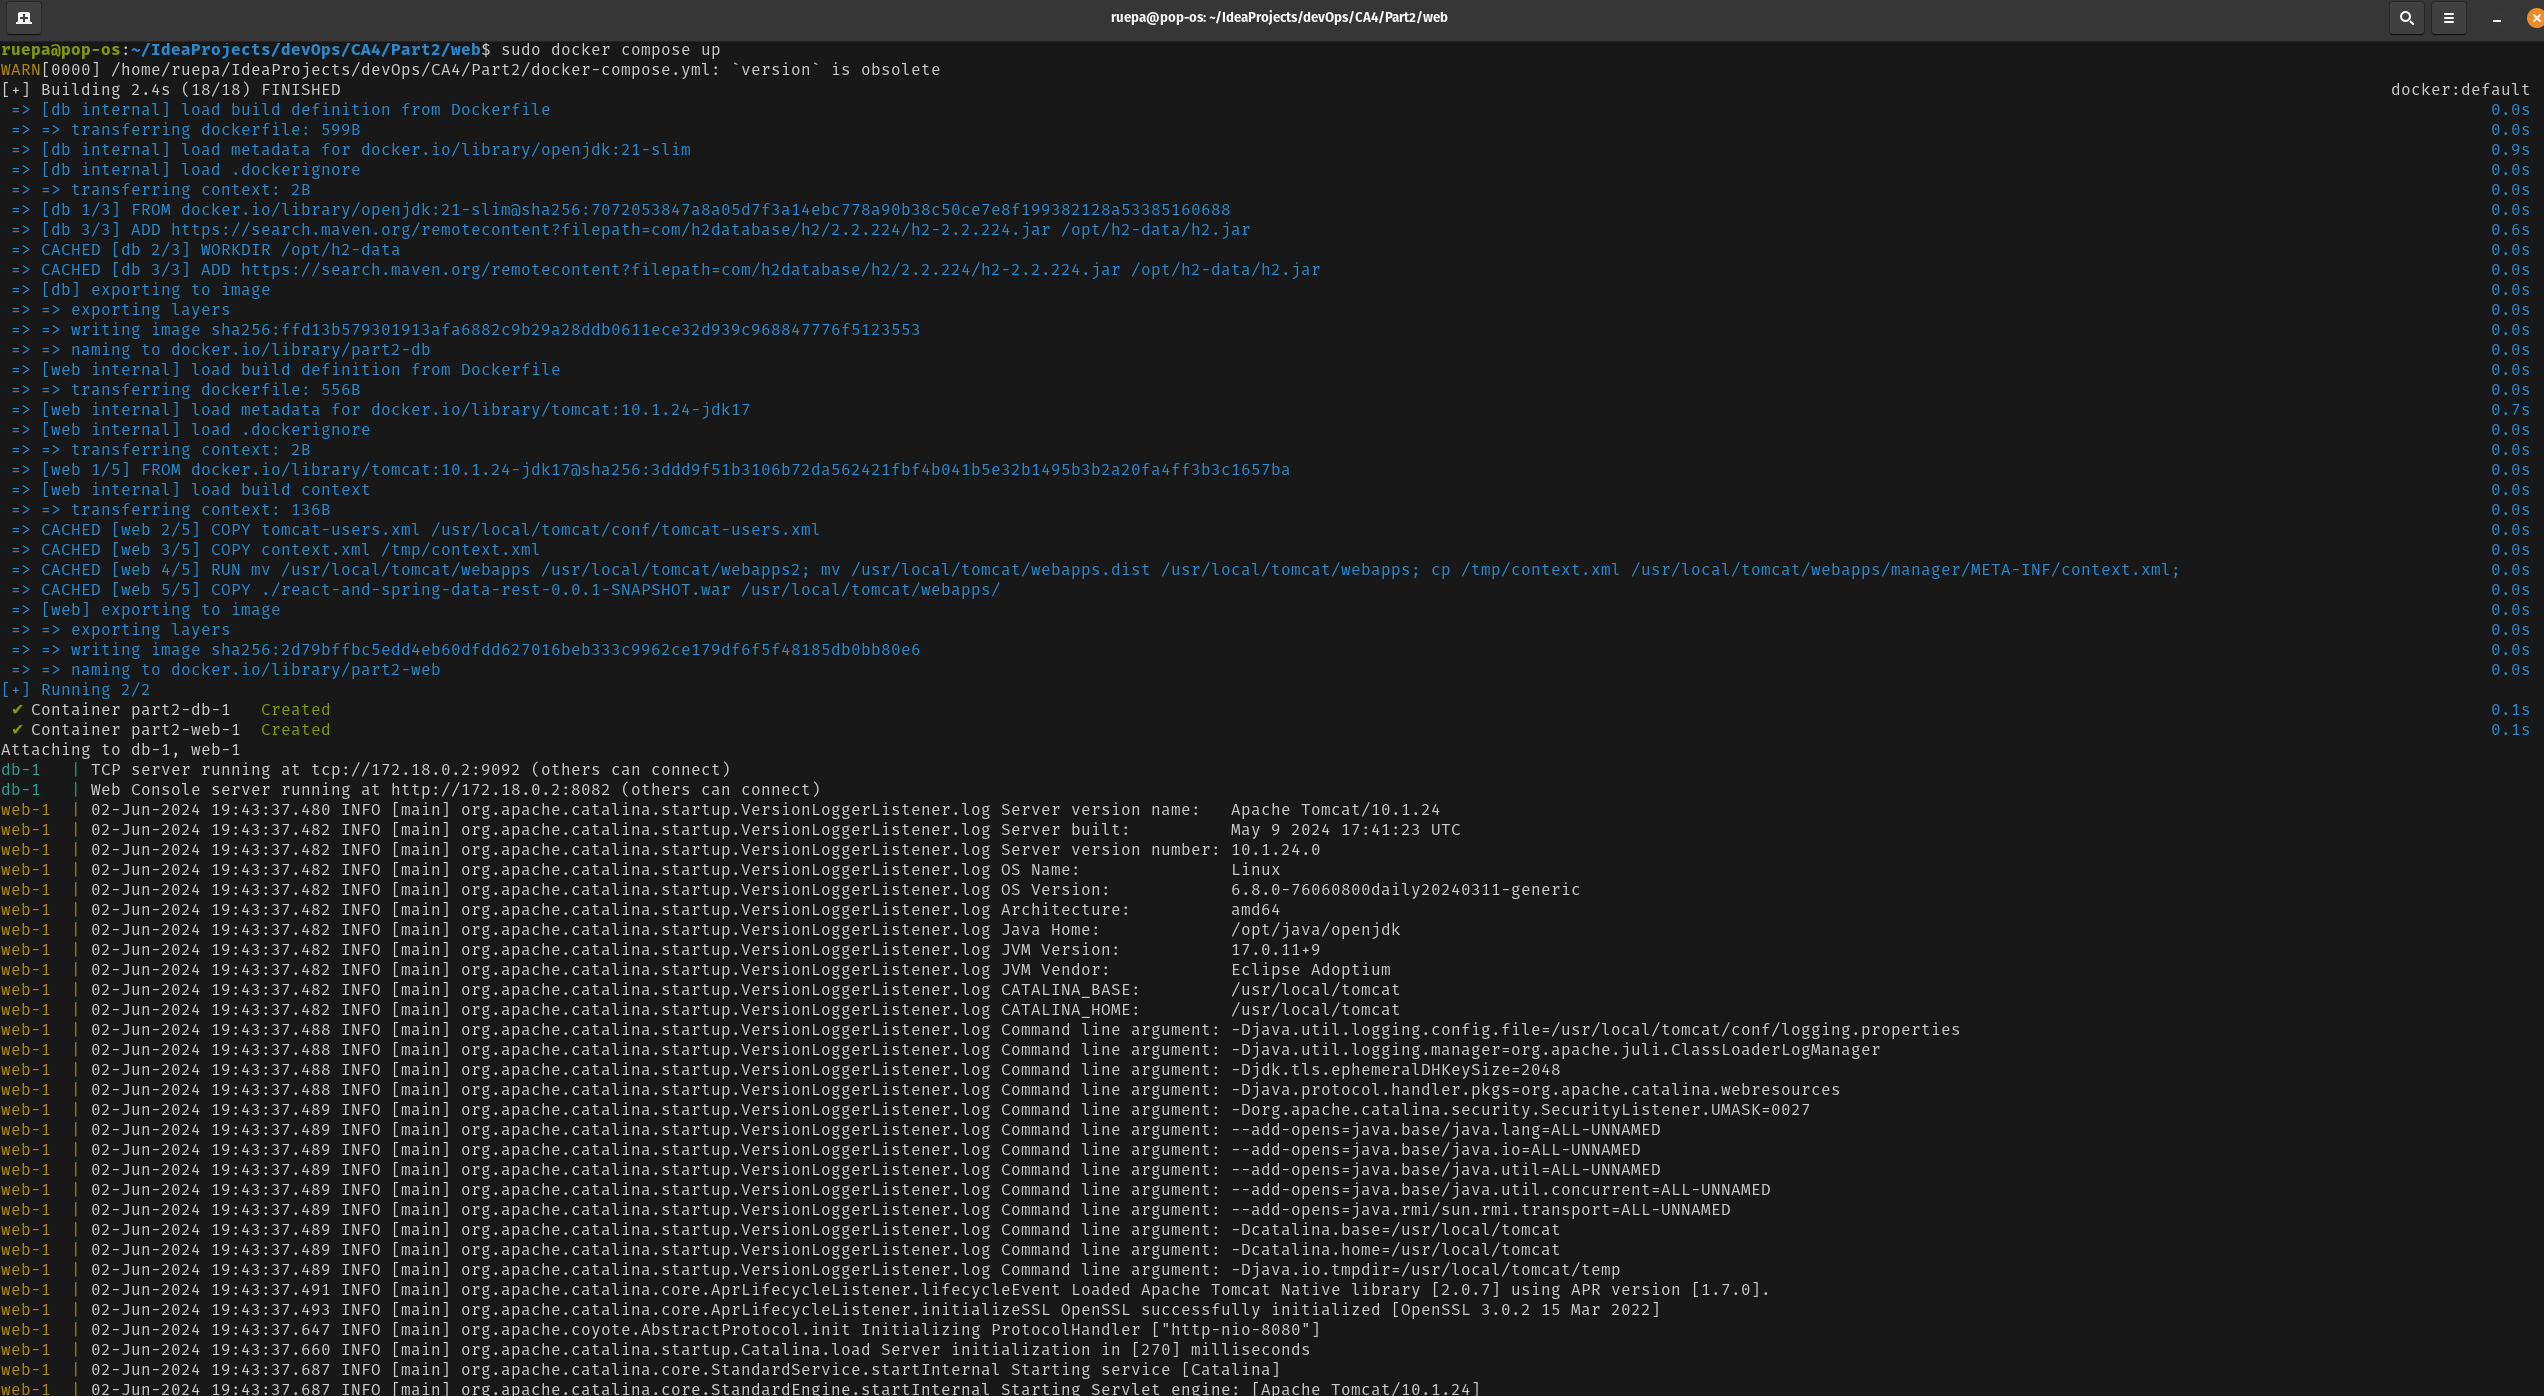 ruepa@pop-os: ~/IdeaProjects/devOps/CA4/Part2/web
ruepa@pop-os:~/IdeaProjects/devOps/CA4/Part2/web$ sudo docker compose up
WARN[0000] /home/ruepa/IdeaProjects/devOps/CA4/Part2/docker-compose.yml: `version` is obsolete
[+] Building 2.4s (18/18) FINISHED docker:default
=> [db internal] load build definition from Dockerfile 0.0s
=> => transferring dockerfile: 599B 0.0s
=> [db internal] load metadata for docker.io/library/openjdk:21-slim 0.9s
=> [db internal] load .dockerignore 0.0s
=> => transferring context: 2B 0.0s
=> [db 1/3] FROM docker.io/library/openjdk:21-slim@sha256:7072053847a8a05d7f3a14ebc778a90b38c50ce7e8f199382128a53385160688 0.0s
=> [db 3/3] ADD https://search.maven.org/remotecontent?filepath=com/h2database/h2/2.2.224/h2-2.2.224.jar /opt/h2-data/h2.jar 0.6s
=> CACHED [db 2/3] WORKDIR /opt/h2-data 0.0s
=> CACHED [db 3/3] ADD https://search.maven.org/remotecontent?filepath=com/h2database/h2/2.2.224/h2-2.2.224.jar /opt/h2-data/h2.jar 0.0s
=> [db] exporting to image 0.0s
=> => exporting layers 0.0s
=> => writing image sha256:ffd13b579301913afa6882c9b29a28ddb0611ece32d939c968847776f5123553 0.0s
=> => naming to docker.io/library/part2-db 0.0s
=> [web internal] load build definition from Dockerfile 0.0s
=> => transferring dockerfile: 556B 0.0s
=> [web internal] load metadata for docker.io/library/tomcat:10.1.24-jdk17 0.7s
=> [web internal] load .dockerignore 0.0s
=> => transferring context: 2B 0.0s
=> [web 1/5] FROM docker.io/library/tomcat:10.1.24-jdk17@sha256:3ddd9f51b3106b72da562421fbf4b041b5e32b1495b3b2a20fa4ff3b3c1657ba 0.0s
=> [web internal] load build context 0.0s
=> => transferring context: 136B 0.0s
=> CACHED [web 2/5] COPY tomcat-users.xml /usr/local/tomcat/conf/tomcat-users.xml 0.0s
=> CACHED [web 3/5] COPY context.xml /tmp/context.xml 0.0s
=> CACHED [web 4/5] RUN mv /usr/local/tomcat/webapps /usr/local/tomcat/webapps2; mv /usr/local/tomcat/webapps.dist /usr/local/tomcat/webapps; cp /tmp/context.xml /usr/local/tomcat/webapps/manager/META-INF/context.xml; 0.0s
=> CACHED [web 5/5] COPY ./react-and-spring-data-rest-0.0.1-SNAPSHOT.war /usr/local/tomcat/webapps/ 0.0s
=> [web] exporting to image 0.0s
=> => exporting layers 0.0s
=> => writing image sha256:2d79bffbc5edd4eb60dfdd627016beb333c9962ce179df6f5f48185db0bb80e6 0.0s
=> => naming to docker.io/library/part2-web 0.0s
[+] Running 2/2
✔ Container part2-db-1 Created 0.1s
✔ Container part2-web-1 Created 0.1s
Attaching to db-1, web-1
db-1 | TCP server running at tcp://172.18.0.2:9092 (others can connect)
db-1 | Web Console server running at http://172.18.0.2:8082 (others can connect)
web-1 | 02-Jun-2024 19:43:37.480 INFO [main] org.apache.catalina.startup.VersionLoggerListener.log Server version name: Apache Tomcat/10.1.24
web-1 | 02-Jun-2024 19:43:37.482 INFO [main] org.apache.catalina.startup.VersionLoggerListener.log Server built: May 9 2024 17:41:23 UTC
web-1 | 02-Jun-2024 19:43:37.482 INFO [main] org.apache.catalina.startup.VersionLoggerListener.log Server version number: 10.1.24.0
web-1 | 02-Jun-2024 19:43:37.482 INFO [main] org.apache.catalina.startup.VersionLoggerListener.log OS Name: Linux
web-1 | 02-Jun-2024 19:43:37.482 INFO [main] org.apache.catalina.startup.VersionLoggerListener.log OS Version: 6.8.0-76060800daily20240311-generic
web-1 | 02-Jun-2024 19:43:37.482 INFO [main] org.apache.catalina.startup.VersionLoggerListener.log Architecture: amd64
web-1 | 02-Jun-2024 19:43:37.482 INFO [main] org.apache.catalina.startup.VersionLoggerListener.log Java Home: /opt/java/openjdk
web-1 | 02-Jun-2024 19:43:37.482 INFO [main] org.apache.catalina.startup.VersionLoggerListener.log JVM Version: 17.0.11+9
web-1 | 02-Jun-2024 19:43:37.482 INFO [main] org.apache.catalina.startup.VersionLoggerListener.log JVM Vendor: Eclipse Adoptium
web-1 | 02-Jun-2024 19:43:37.482 INFO [main] org.apache.catalina.startup.VersionLoggerListener.log CATALINA_BASE: /usr/local/tomcat
web-1 | 02-Jun-2024 19:43:37.482 INFO [main] org.apache.catalina.startup.VersionLoggerListener.log CATALINA_HOME: /usr/local/tomcat
web-1 | 02-Jun-2024 19:43:37.488 INFO [main] org.apache.catalina.startup.VersionLoggerListener.log Command line argument: -Djava.util.logging.config.file=/usr/local/tomcat/conf/logging.properties
web-1 | 02-Jun-2024 19:43:37.488 INFO [main] org.apache.catalina.startup.VersionLoggerListener.log Command line argument: -Djava.util.logging.manager=org.apache.juli.ClassLoaderLogManager
web-1 | 02-Jun-2024 19:43:37.488 INFO [main] org.apache.catalina.startup.VersionLoggerListener.log Command line argument: -Djdk.tls.ephemeralDHKeySize=2048
web-1 | 02-Jun-2024 19:43:37.488 INFO [main] org.apache.catalina.startup.VersionLoggerListener.log Command line argument: -Djava.protocol.handler.pkgs=org.apache.catalina.webresources
web-1 | 02-Jun-2024 19:43:37.489 INFO [main] org.apache.catalina.startup.VersionLoggerListener.log Command line argument: -Dorg.apache.catalina.security.SecurityListener.UMASK=0027
web-1 | 02-Jun-2024 19:43:37.489 INFO [main] org.apache.catalina.startup.VersionLoggerListener.log Command line argument: --add-opens=java.base/java.lang=ALL-UNNAMED
web-1 | 02-Jun-2024 19:43:37.489 INFO [main] org.apache.catalina.startup.VersionLoggerListener.log Command line argument: --add-opens=java.base/java.io=ALL-UNNAMED
web-1 | 02-Jun-2024 19:43:37.489 INFO [main] org.apache.catalina.startup.VersionLoggerListener.log Command line argument: --add-opens=java.base/java.util=ALL-UNNAMED
web-1 | 02-Jun-2024 19:43:37.489 INFO [main] org.apache.catalina.startup.VersionLoggerListener.log Command line argument: --add-opens=java.base/java.util.concurrent=ALL-UNNAMED
web-1 | 02-Jun-2024 19:43:37.489 INFO [main] org.apache.catalina.startup.VersionLoggerListener.log Command line argument: --add-opens=java.rmi/sun.rmi.transport=ALL-UNNAMED
web-1 | 02-Jun-2024 19:43:37.489 INFO [main] org.apache.catalina.startup.VersionLoggerListener.log Command line argument: -Dcatalina.base=/usr/local/tomcat
web-1 | 02-Jun-2024 19:43:37.489 INFO [main] org.apache.catalina.startup.VersionLoggerListener.log Command line argument: -Dcatalina.home=/usr/local/tomcat
web-1 | 02-Jun-2024 19:43:37.489 INFO [main] org.apache.catalina.startup.VersionLoggerListener.log Command line argument: -Djava.io.tmpdir=/usr/local/tomcat/temp
web-1 | 02-Jun-2024 19:43:37.491 INFO [main] org.apache.catalina.core.AprLifecycleListener.lifecycleEvent Loaded Apache Tomcat Native library [2.0.7] using APR version [1.7.0].
web-1 | 02-Jun-2024 19:43:37.493 INFO [main] org.apache.catalina.core.AprLifecycleListener.initializeSSL OpenSSL successfully initialized [OpenSSL 3.0.2 15 Mar 2022]
web-1 | 02-Jun-2024 19:43:37.647 INFO [main] org.apache.coyote.AbstractProtocol.init Initializing ProtocolHandler ["http-nio-8080"]
web-1 | 02-Jun-2024 19:43:37.660 INFO [main] org.apache.catalina.startup.Catalina.load Server initialization in [270] milliseconds
web-1 | 02-Jun-2024 19:43:37.687 INFO [main] org.apache.catalina.core.StandardService.startInternal Starting service [Catalina]
web-1 | 02-Jun-2024 19:43:37.687 INFO [main] org.apache.catalina.core.StandardEngine.startInternal Starting Servlet engine: [Apache Tomcat/10.1.24]